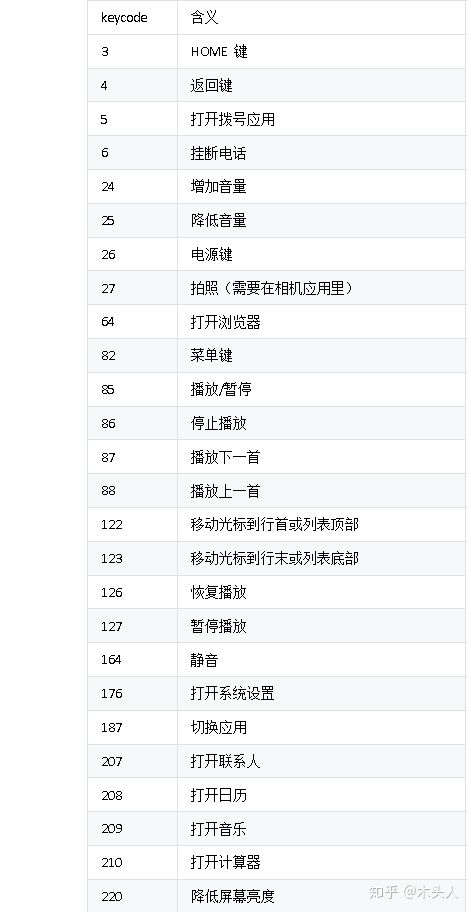 keycode 含义
3 HOME 键
4 返回键
5 打开拨号应用
6 挂断电话
24 增加音量
25 降低音量
26 电源键
27 拍照（需要在相机应用里）
64 打开浏览器
82 菜单键
85 播放/暂停
86 停止播放
87 播放下一首
88 播放上一首
122 移动光标到行首或列表顶部
123 移动光标到行末或列表底部
126 恢复播放
127 暂停播放
164 静音
176 打开系统设置
187 切换应用
207 打开联系人
208 打开日历
209 打开音乐
210 打开计算器
220 降低屏幕亮度
知乎 @木头人